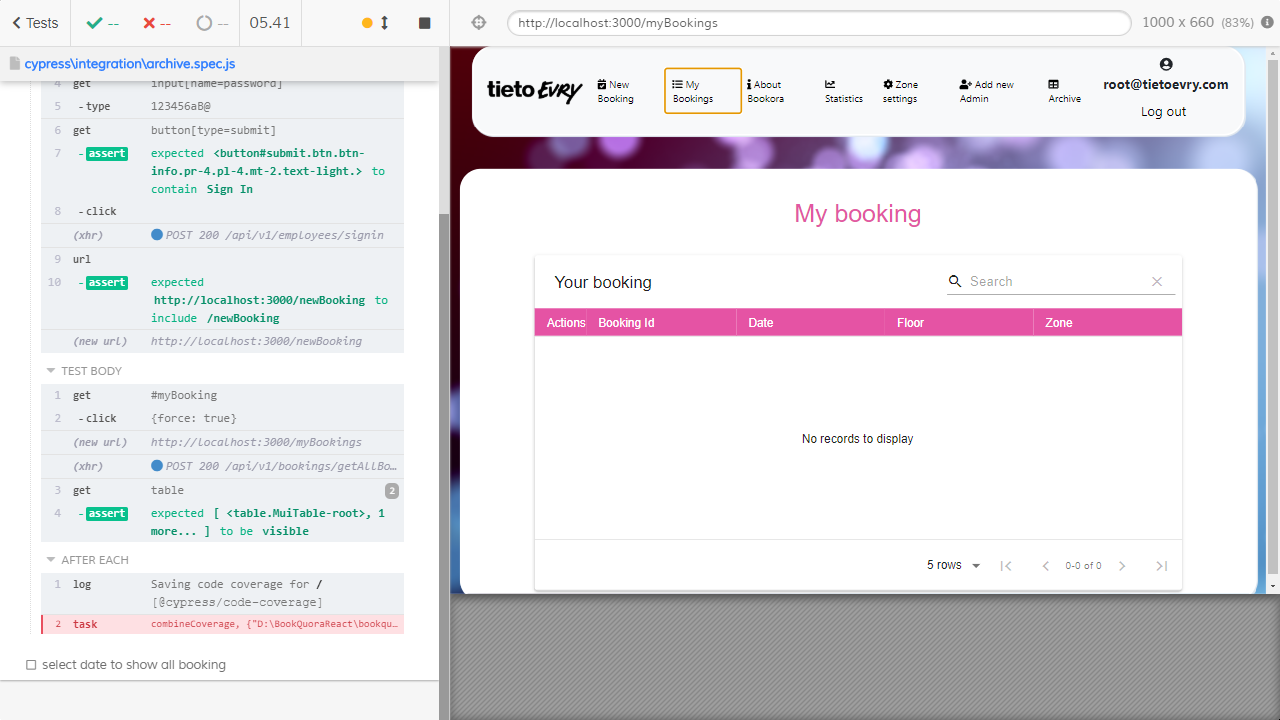 Tests
--
--
--
05.41
http://localhost:3000/myBookings
1000 x 660 (83%)
cypress\integration\archive.spec.js
4 get input[name=password]
5 -type 123456aB@
6 get button[type=submit]
7 -assert expected <button#submit.btn.btn-
info.pr-4.pl-4.mt-2.text-light.> to
contain Sign In
8 -click
(xhr) POST 200 /api/v1/employees/signin
9 url
10 -assert expected
http://localhost:3000/newBooking to
include /newBooking
(new url) http://localhost:3000/newBooking
TEST BODY
1 get #myBooking
2 -click {force: true}
(new url) http://localhost:3000/myBookings
(xhr) POST 200 /api/v1/bookings/getAllBo…
3 get table 2
4 -assert expected [ <table.MuiTable-root>, 1
more... ] to be visible
AFTER EACH
1 log Saving code coverage for /
[@cypress/code-coverage]
2 task combineCoverage, {"D:\BookQuoraReact\bookqu…
select date to show all booking
tieto EVRY
New
Booking
My
Bookings
About
Bookora
Statistics
Zone
settings
Add new
Admin
Archive
root@tietoevry.com
Log out
My booking
Your booking
Search
Actions Booking Id Date Floor Zone
No records to display
5 rows 0-0 of 0